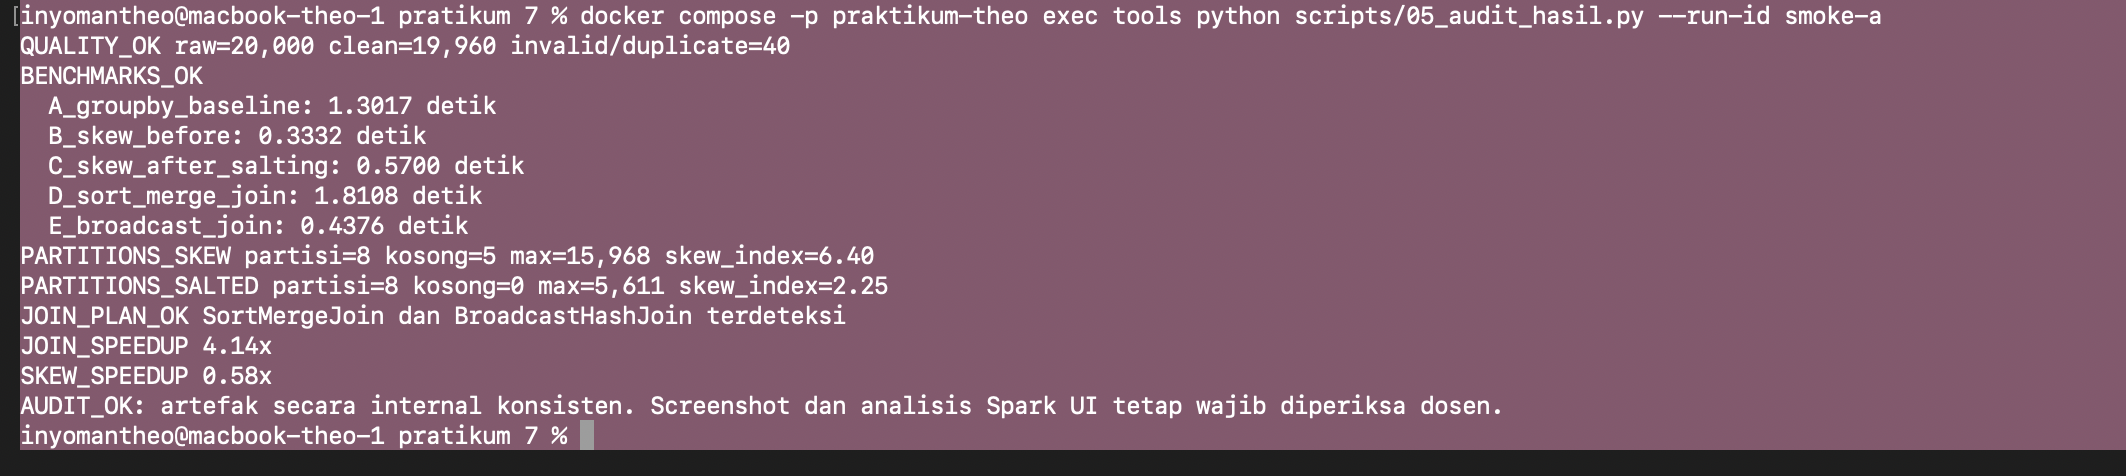 [inyomantheo@macbook-theo-1 pratikum 7 % docker compose -p praktikum-theo exec tools python scripts/05_audit_hasil.py --run-id smoke-a
QUALITY_OK raw=20,000 clean=19,960 invalid/duplicate=40
BENCHMARKS_OK
  A_groupby_baseline: 1.3017 detik
  B_skew_before: 0.3332 detik
  C_skew_after_salting: 0.5700 detik
  D_sort_merge_join: 1.8108 detik
  E_broadcast_join: 0.4376 detik
PARTITIONS_SKEW partisi=8 kosong=5 max=15,968 skew_index=6.40
PARTITIONS_SALTED partisi=8 kosong=0 max=5,611 skew_index=2.25
JOIN_PLAN_OK SortMergeJoin dan BroadcastHashJoin terdeteksi
JOIN_SPEEDUP 4.14x
SKEW_SPEEDUP 0.58x
AUDIT_OK: artefak secara internal konsisten. Screenshot dan analisis Spark UI tetap wajib diperiksa dosen.
inyomantheo@macbook-theo-1 pratikum 7 %